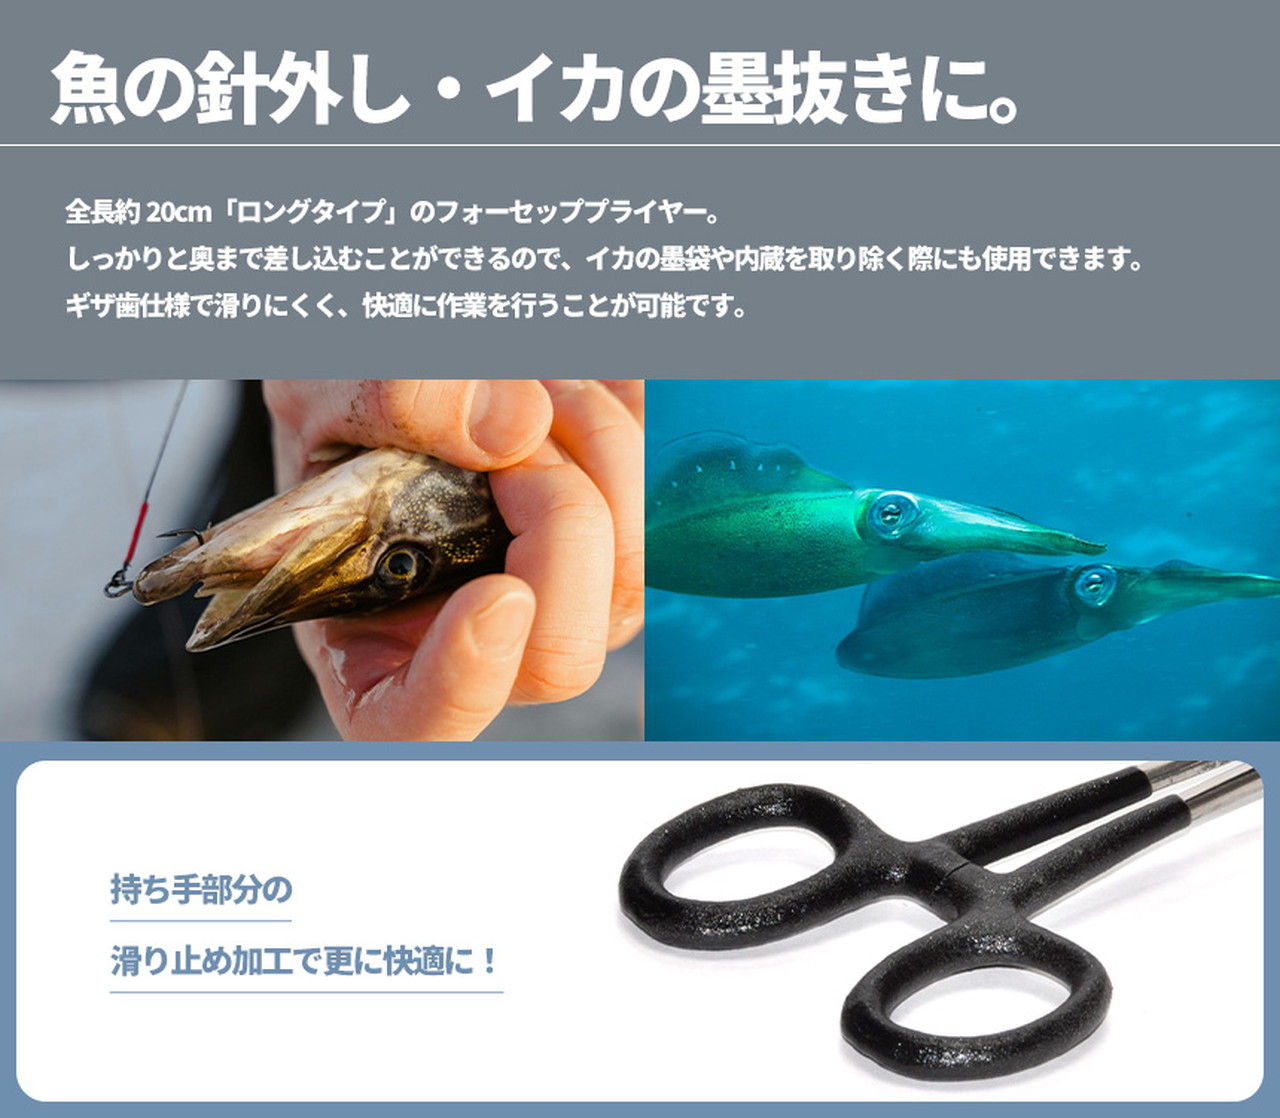 魚の針外し・イカの墨抜きに。
全長約 20cm「ロングタイプ」のフォーセッププライヤー。
しっかりと奥まで差し込むことができるので、イカの墨袋や内蔵を取り除く際にも使用できます。
ギザ歯仕様で滑りにくく、快適に作業を行うことが可能です。
持ち手部分の
滑り止め加工で更に快適に！